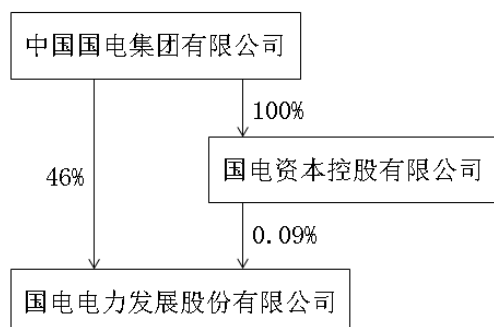 中国国电集团有限公司
100%
国电资本控股有限公司
46%
0.09%
国电电力发展股份有限公司